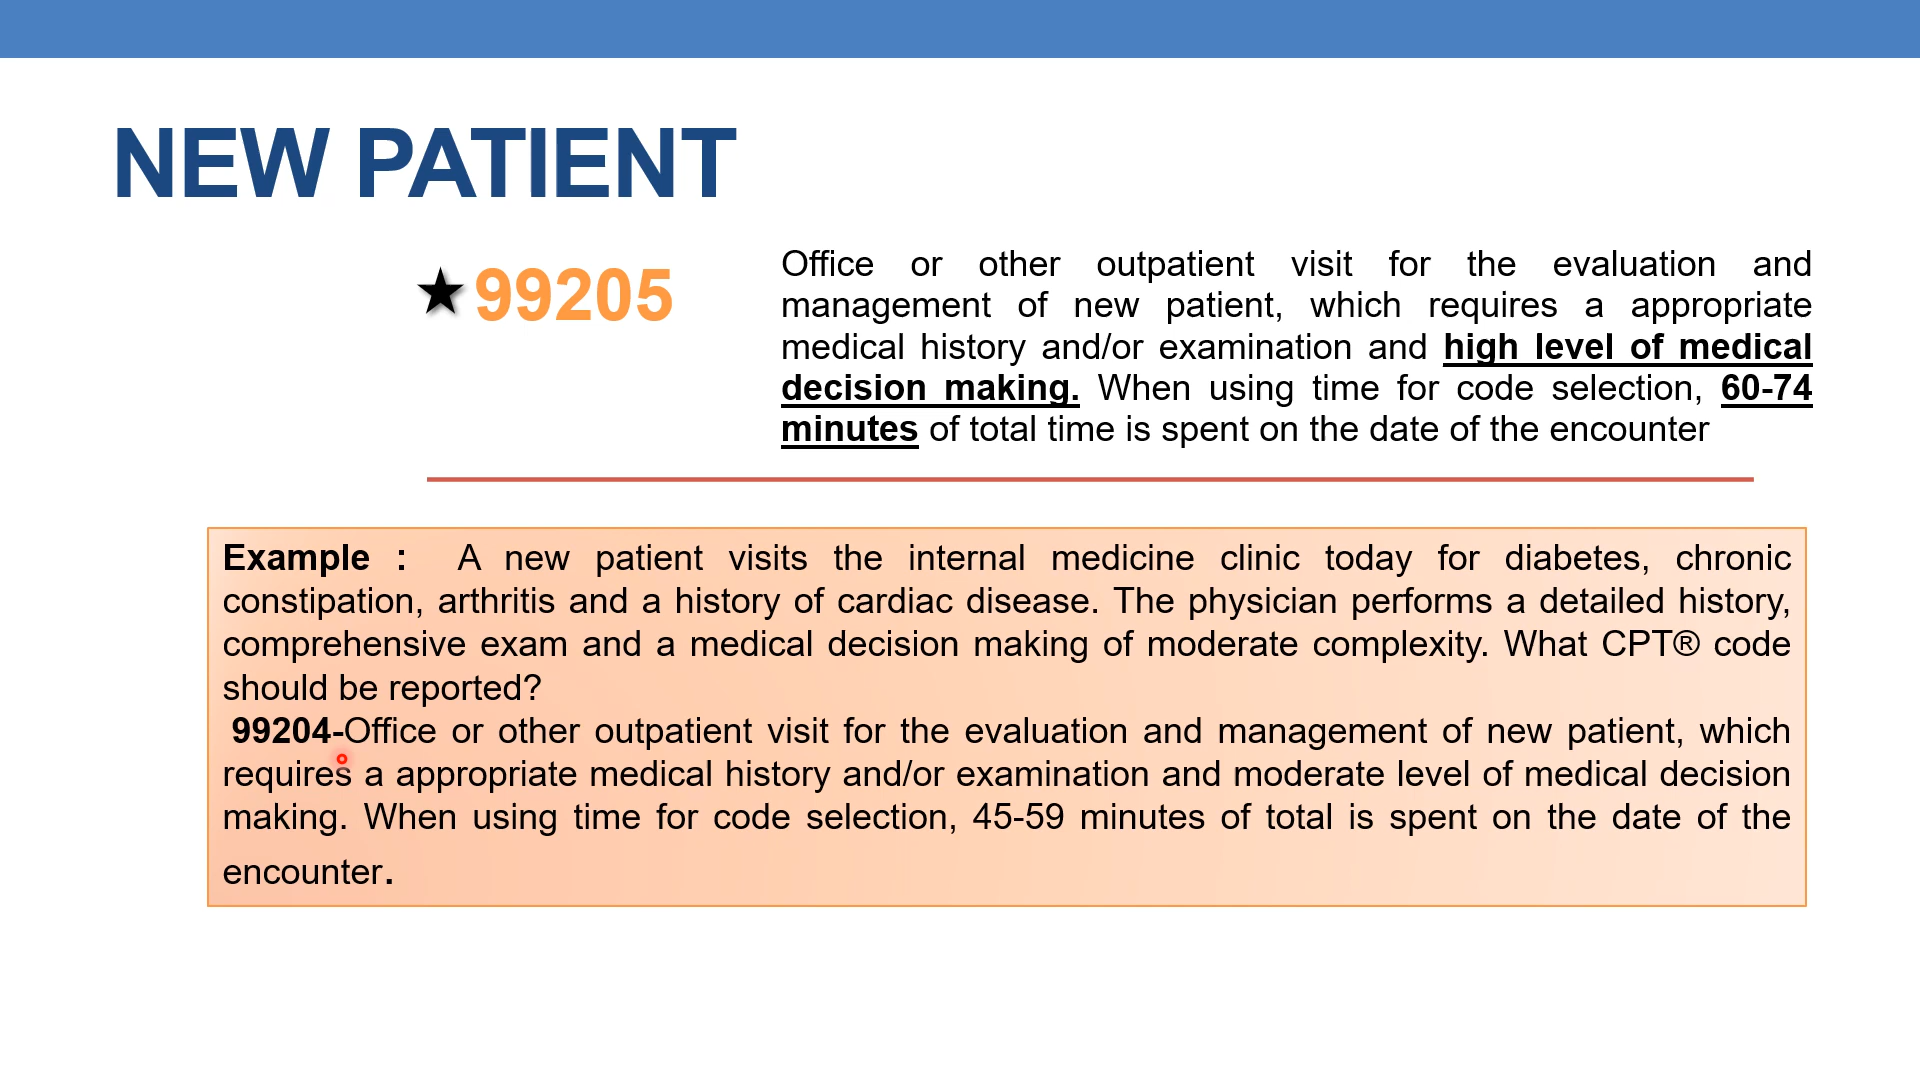 NEW PATIENT
★99205
Office or other outpatient visit for the evaluation and
management of new patient, which requires a appropriate
medical history and/or examination and high level of medical
decision making. When using time for code selection, 60-74
minutes of total time is spent on the date of the encounter
Example : A new patient visits the internal medicine clinic today for diabetes, chronic
constipation, arthritis and a history of cardiac disease. The physician performs a detailed history,
comprehensive exam and a medical decision making of moderate complexity. What CPT® code
should be reported?
99204-Office or other outpatient visit for the evaluation and management of new patient, which
requires a appropriate medical history and/or examination and moderate level of medical decision
making. When using time for code selection, 45-59 minutes of total is spent on the date of the
encounter.